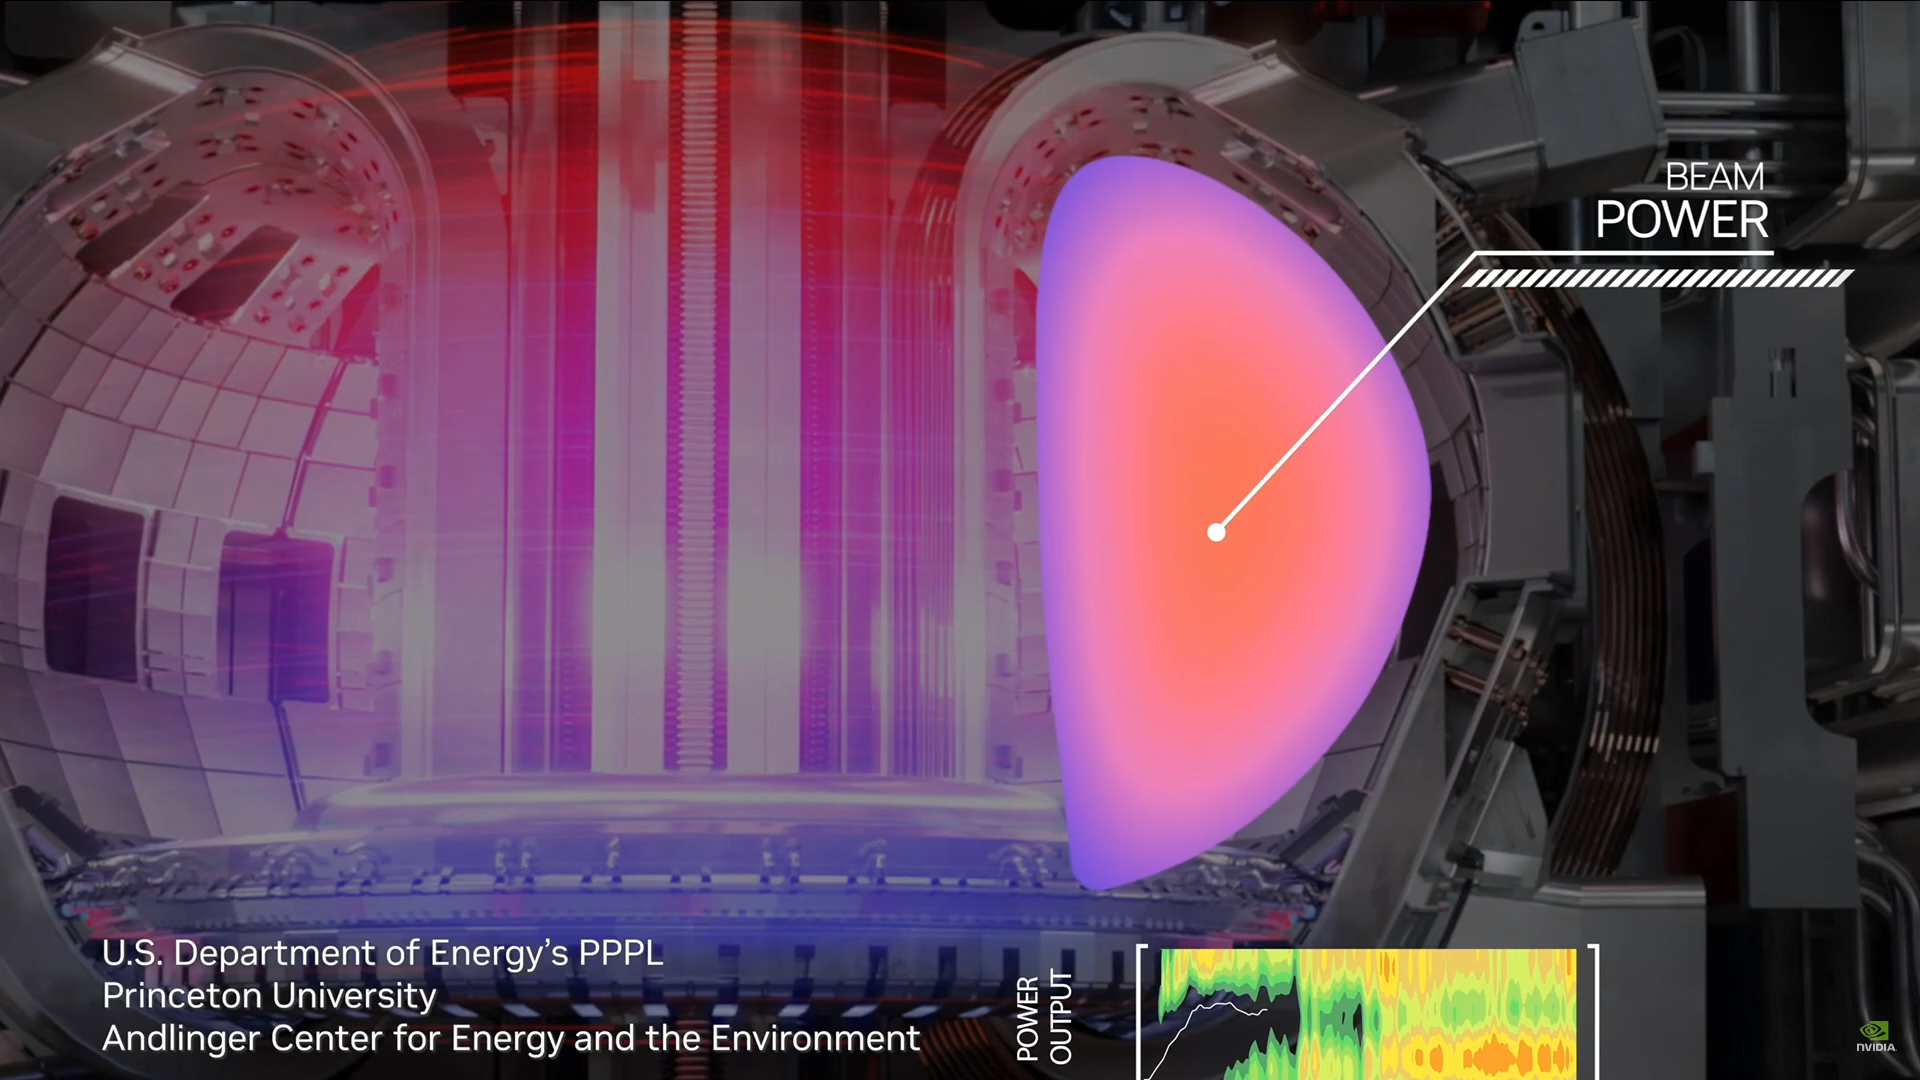 BEAM
POWER
U.S. Department of Energy’s PPPL
Princeton University
Andlinger Center for Energy and the Environment
POWER
OUTPUT
NVIDIA